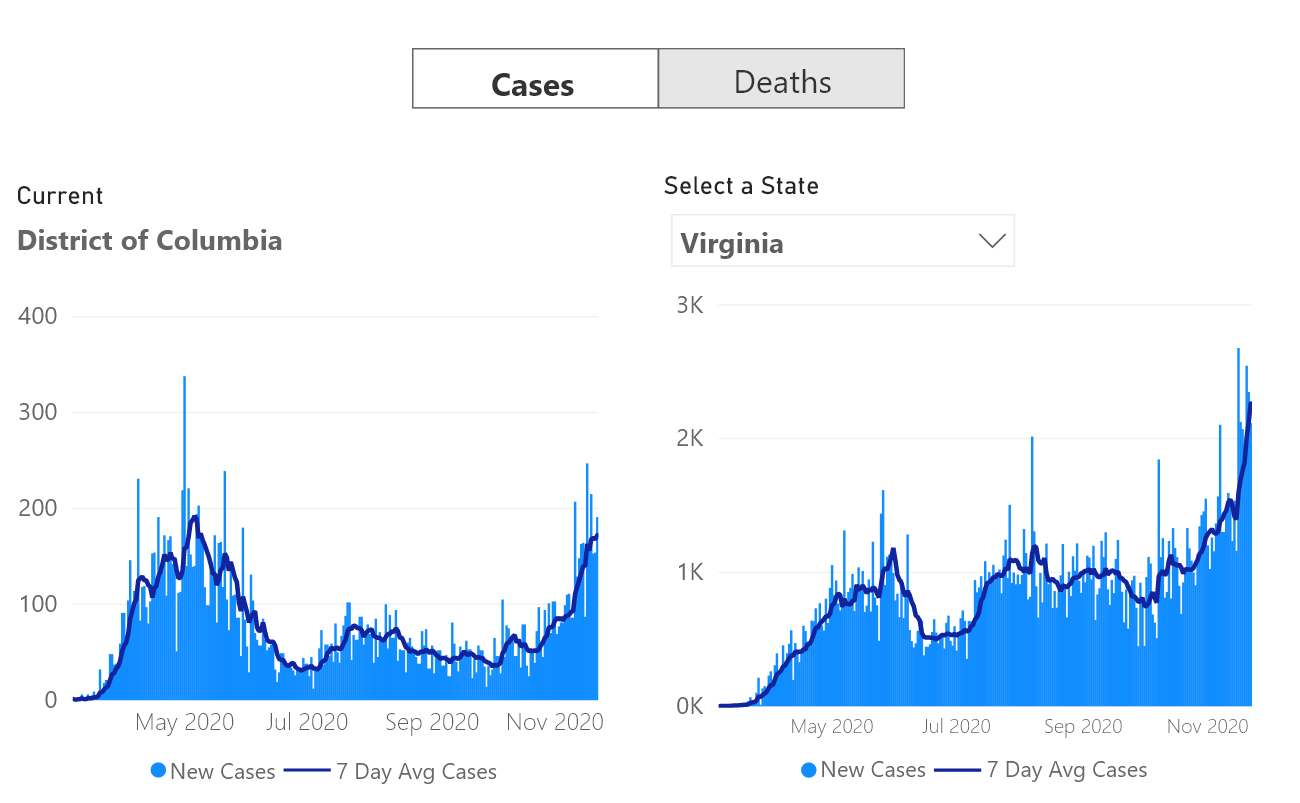 Cases
Deaths
Current
District of Columbia
400
300
200
100
0
May 2020 Jul 2020 Sep 2020 Nov 2020
New Cases 7 Day Avg Cases
Select a State
Virginia
3K
2K
1K
0K
May 2020 Jul 2020 Sep 2020 Nov 2020
New Cases 7 Day Avg Cases